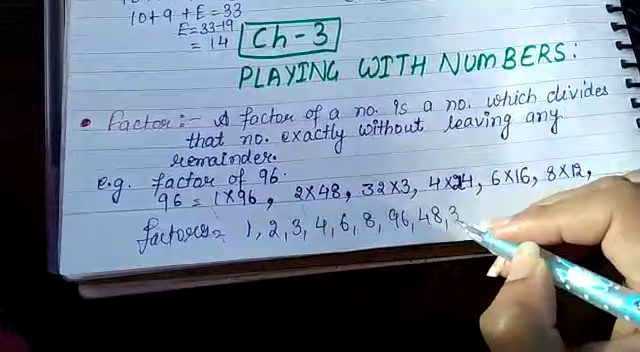 10+9+E=33
E=33-19
= 14
Ch-3
PLAYING WITH NUMBERS:
• Factor:- A factor of a no. is a no. which divides
that no. exactly without leaving any
remainder.
e.g. factor of 96.
96 = 1×96, 2×48, 32×3, 4×24, 6×16, 8×12,
factors= 1, 2, 3, 4, 6, 8, 96, 48, 3